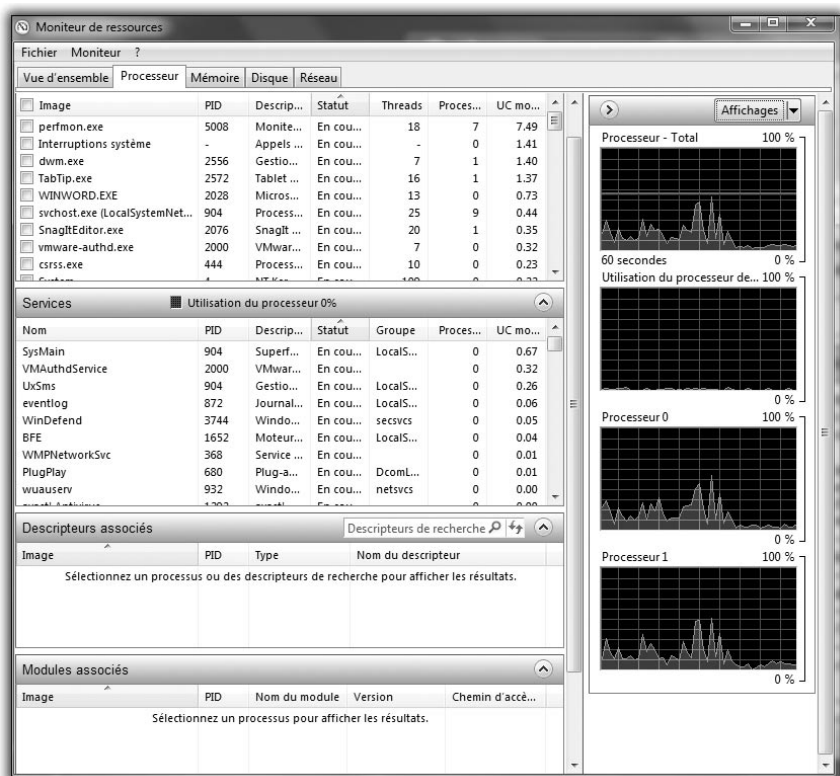 Moniteur de ressources
Fichier Moniteur ?
Vue d'ensemble Processeur Mémoire Disque Réseau
Image PID Descrip... Statut Threads Proces... UC mo...
perfmon.exe 5008 Monite... En cou... 18 7 7.49
Interruptions système - Appels ... En cou... - 0 1.41
dwm.exe 2556 Gestio... En cou... 7 1 1.40
TabTip.exe 2572 Tablet ... En cou... 16 1 1.37
WINWORD.EXE 2028 Micros... En cou... 13 0 0.73
svchost.exe (LocalSystemNet... 904 Process... En cou... 25 9 0.44
SnagItEditor.exe 2076 SnagIt ... En cou... 20 1 0.35
vmware-authd.exe 2000 VMwar... En cou... 7 0 0.32
csrss.exe 444 Process... En cou... 10 0 0.23
Services Utilisation du processeur 0%
Nom PID Descrip... Statut Groupe Proces... UC mo...
SysMain 904 Superf... En cou... LocalS... 0 0.67
VMAuthdService 2000 VMwar... En cou... 0 0.32
UxSms 904 Gestio... En cou... LocalS... 0 0.26
eventlog 872 Journal... En cou... LocalS... 0 0.06
WinDefend 3744 Windo... En cou... secsvcs 0 0.05
BFE 1652 Moteur... En cou... LocalS... 0 0.04
WMPNetworkSvc 368 Service ... En cou... 0 0.01
PlugPlay 680 Plug-a... En cou... DcomL... 0 0.01
wuauserv 932 Windo... En cou... netsvcs 0 0.00
Descripteurs associés Descripteurs de recherche
Image PID Type Nom du descripteur
Sélectionnez un processus ou des descripteurs de recherche pour afficher les résultats.
Modules associés
Image PID Nom du module Version Chemin d'accè...
Sélectionnez un processus pour afficher les résultats.
Affichages
Processeur - Total 100 %
60 secondes 0 %
Utilisation du processeur de... 100 %
0 %
Processeur 0 100 %
0 %
Processeur 1 100 %
0 %